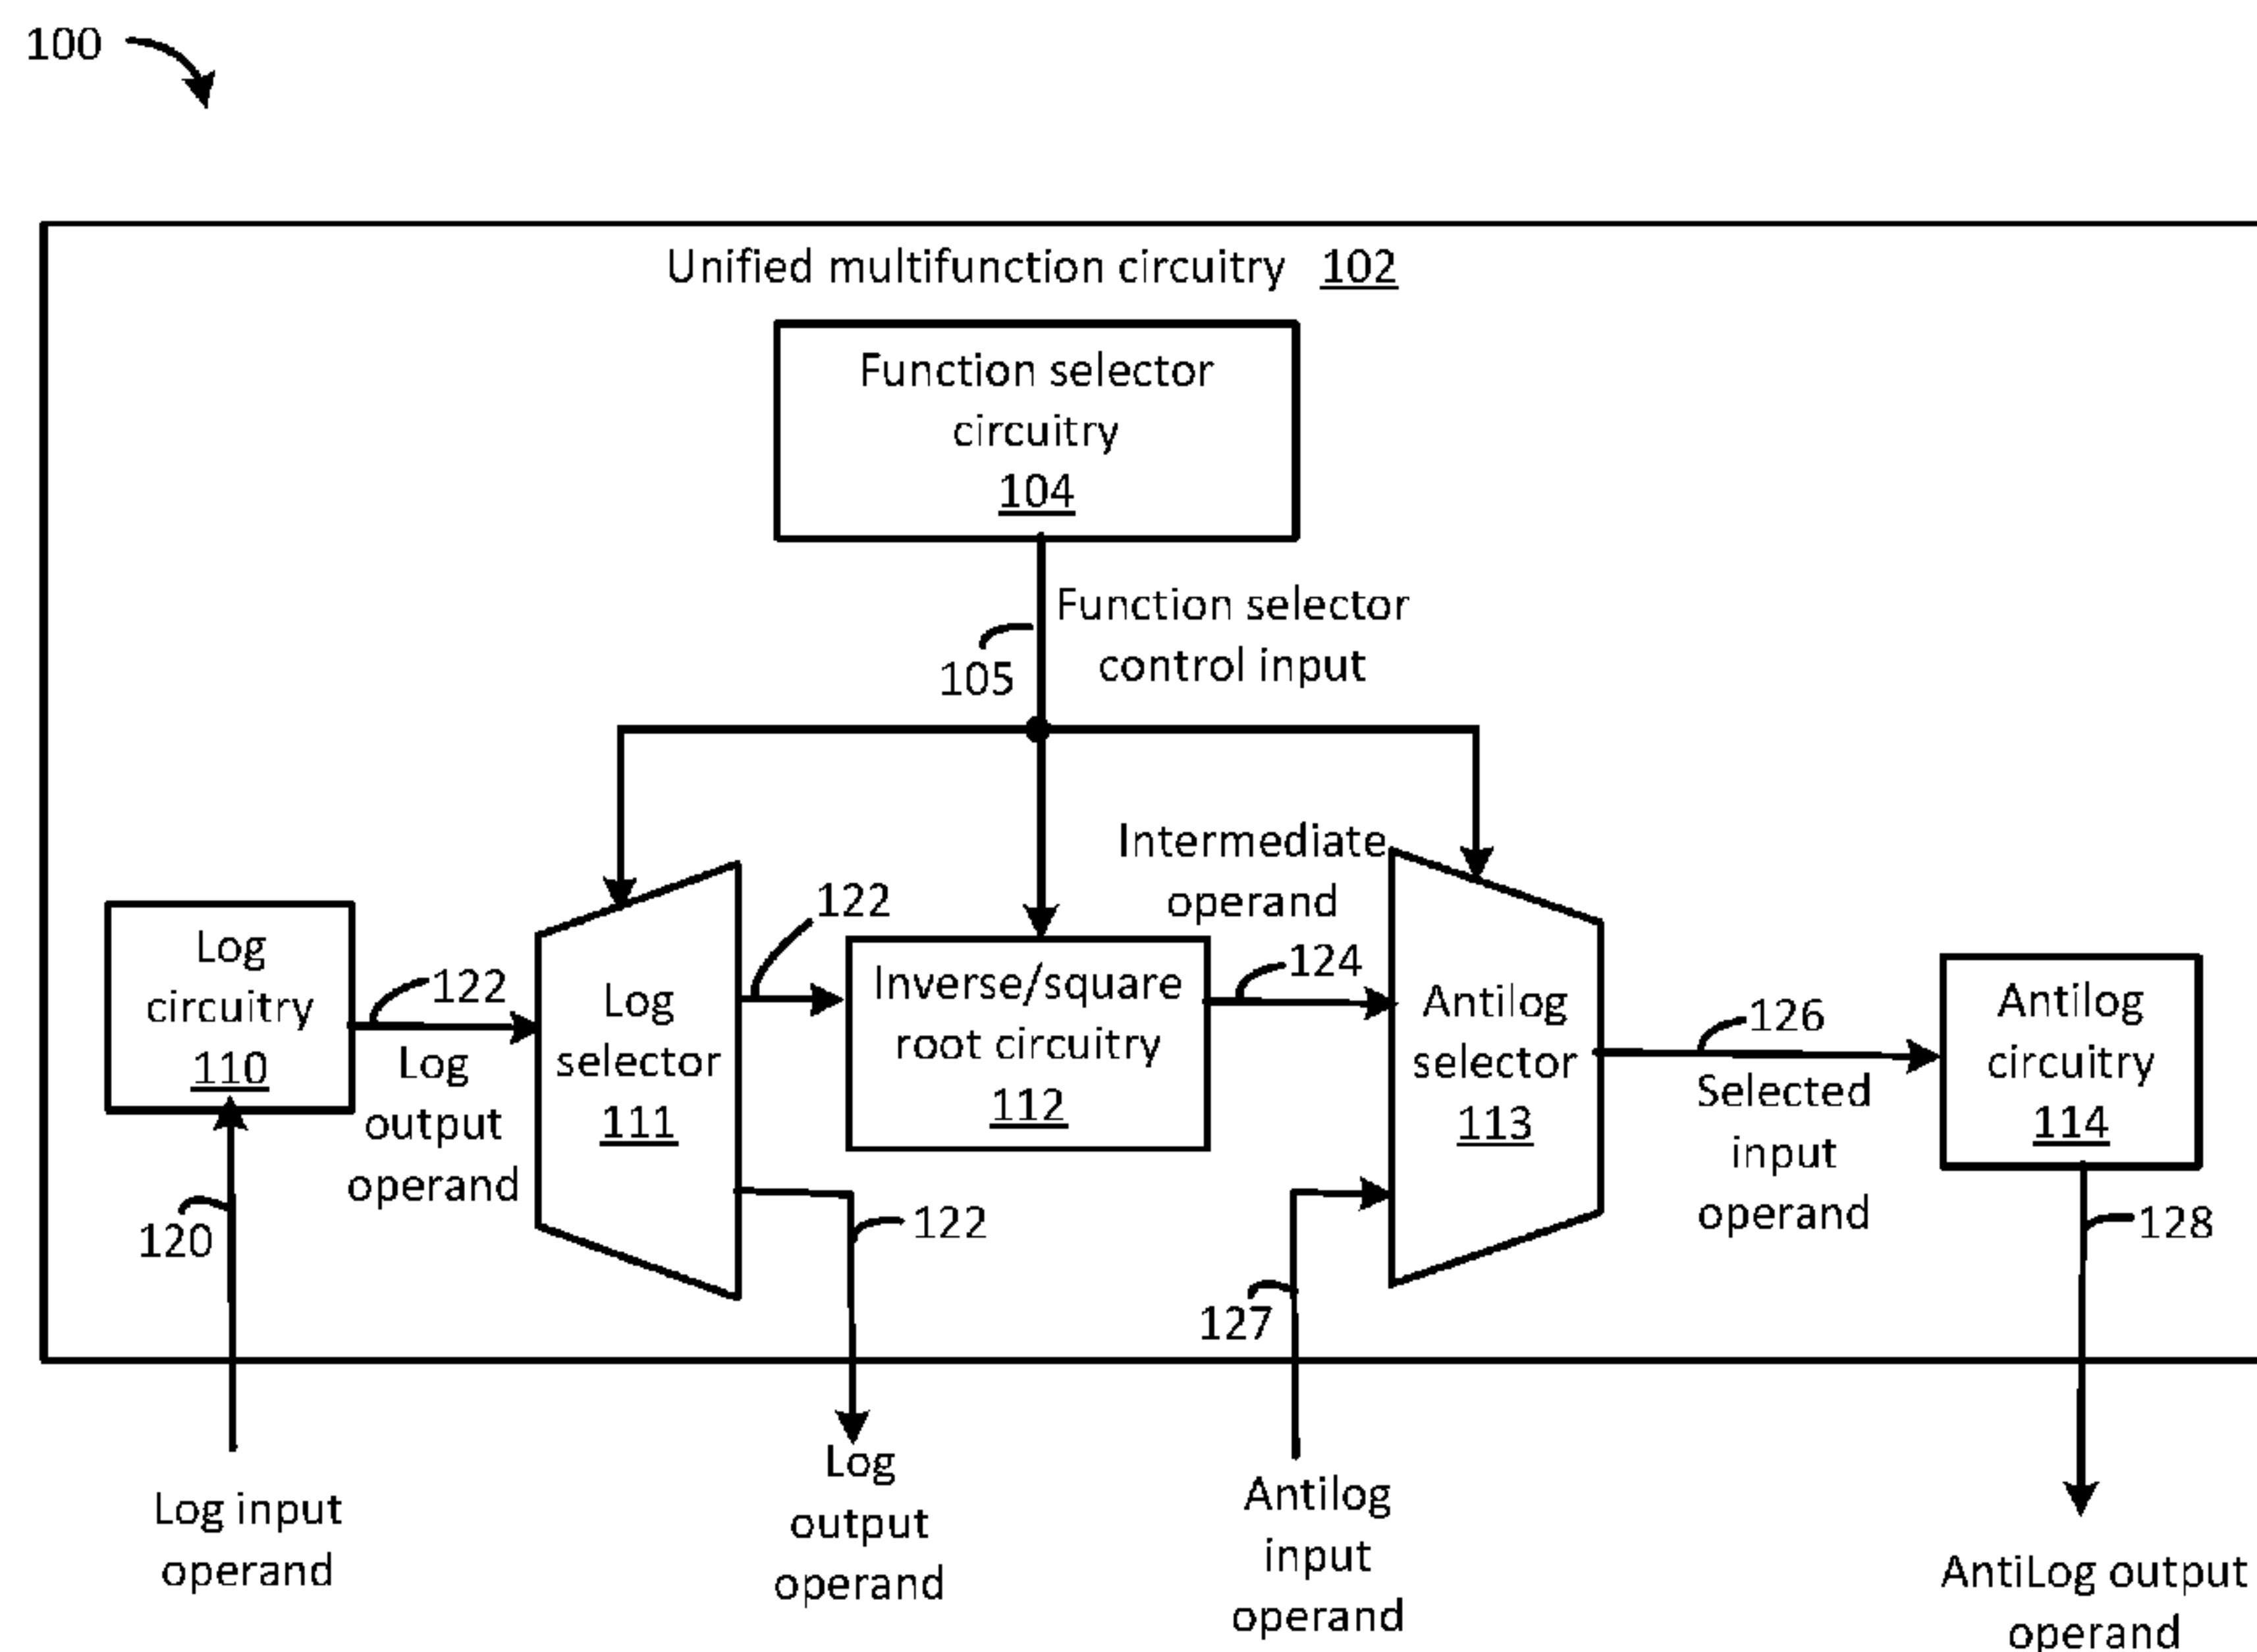 100
Unified multifunction circuitry 102
Function selector
circuitry
104
Function selector
control input
105
Log
circuitry
110
122
Log
output
operand
120
Log
selector
111
122
Inverse/square
root circuitry
112
122
Intermediate
operand
124
127
Antilog
selector
113
126
Selected
input
operand
Antilog
circuitry
114
128
Log input
operand
Log
output
operand
Antilog
input
operand
AntiLog output
operand